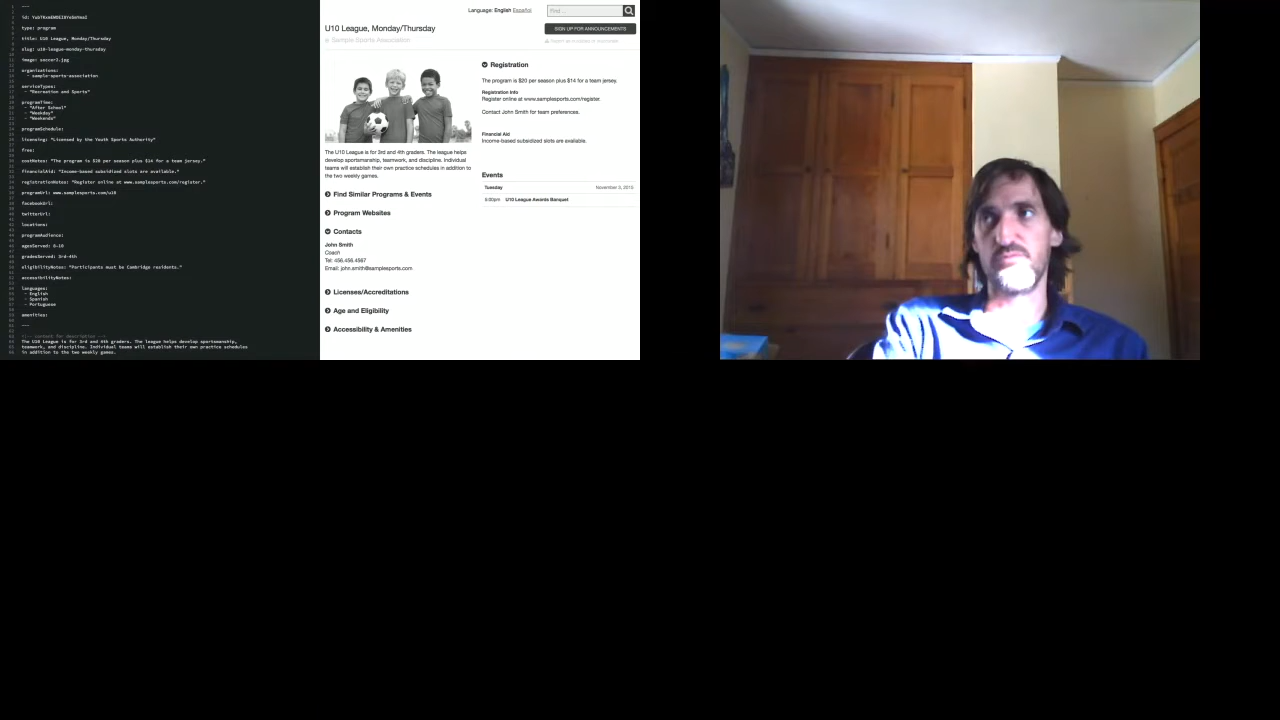 ---
type: program
title: U10 League, Monday/Thursday
slug: u10-league-monday-thursday
image: soccer2.jpg
organizations:
- sample-sports-association
serviceTypes:
- "Recreation and Sports"
programTime:
- "After School"
- "Weekday"
- "Weekends"
programSchedule:
licensing: "Licensed by the Youth Sports Authority"
free:
costNotes: "The program is $20 per season plus $14 for a team jersey."
financialAid: "Income-based subsidized slots are available."
registrationNotes: "Register online at www.samplesports.com/register."
programUrl: www.samplesports.com/u10
facebookUrl:
twitterUrl:
locations:
programAudience:
agesServed: 8-10
gradesServed: 3rd-4th
eligibilityNotes: "Participants must be Cambridge residents."
accessibilityNotes:
languages:
- English
- Spanish
- Portuguese
amenities:
---
<!-- content for description -->
The U10 League is for 3rd and 4th graders. The league helps develop sportsmanship,
teamwork, and discipline. Individual teams will establish their own practice schedules
in addition to the two weekly games.
Language: English Español
Find ...
U10 League, Monday/Thursday
SIGN UP FOR ANNOUNCEMENTS
Sample Sports Association
Registration
The program is $20 per season plus $14 for a team jersey.
Registration Info
Register online at www.samplesports.com/register.
Contact John Smith for team preferences.
Financial Aid
Income-based subsidized slots are available.
The U10 League is for 3rd and 4th graders. The league helps
develop sportsmanship, teamwork, and discipline. Individual
teams will establish their own practice schedules in addition to
the two weekly games.
Events
Tuesday November 3, 2015
5:00pm U10 League Awards Banquet
Find Similar Programs & Events
Program Websites
Contacts
John Smith
Coach
Tel: 456.456.4567
Email: john.smith@samplesports.com
Licenses/Accreditations
Age and Eligibility
Accessibility & Amenities